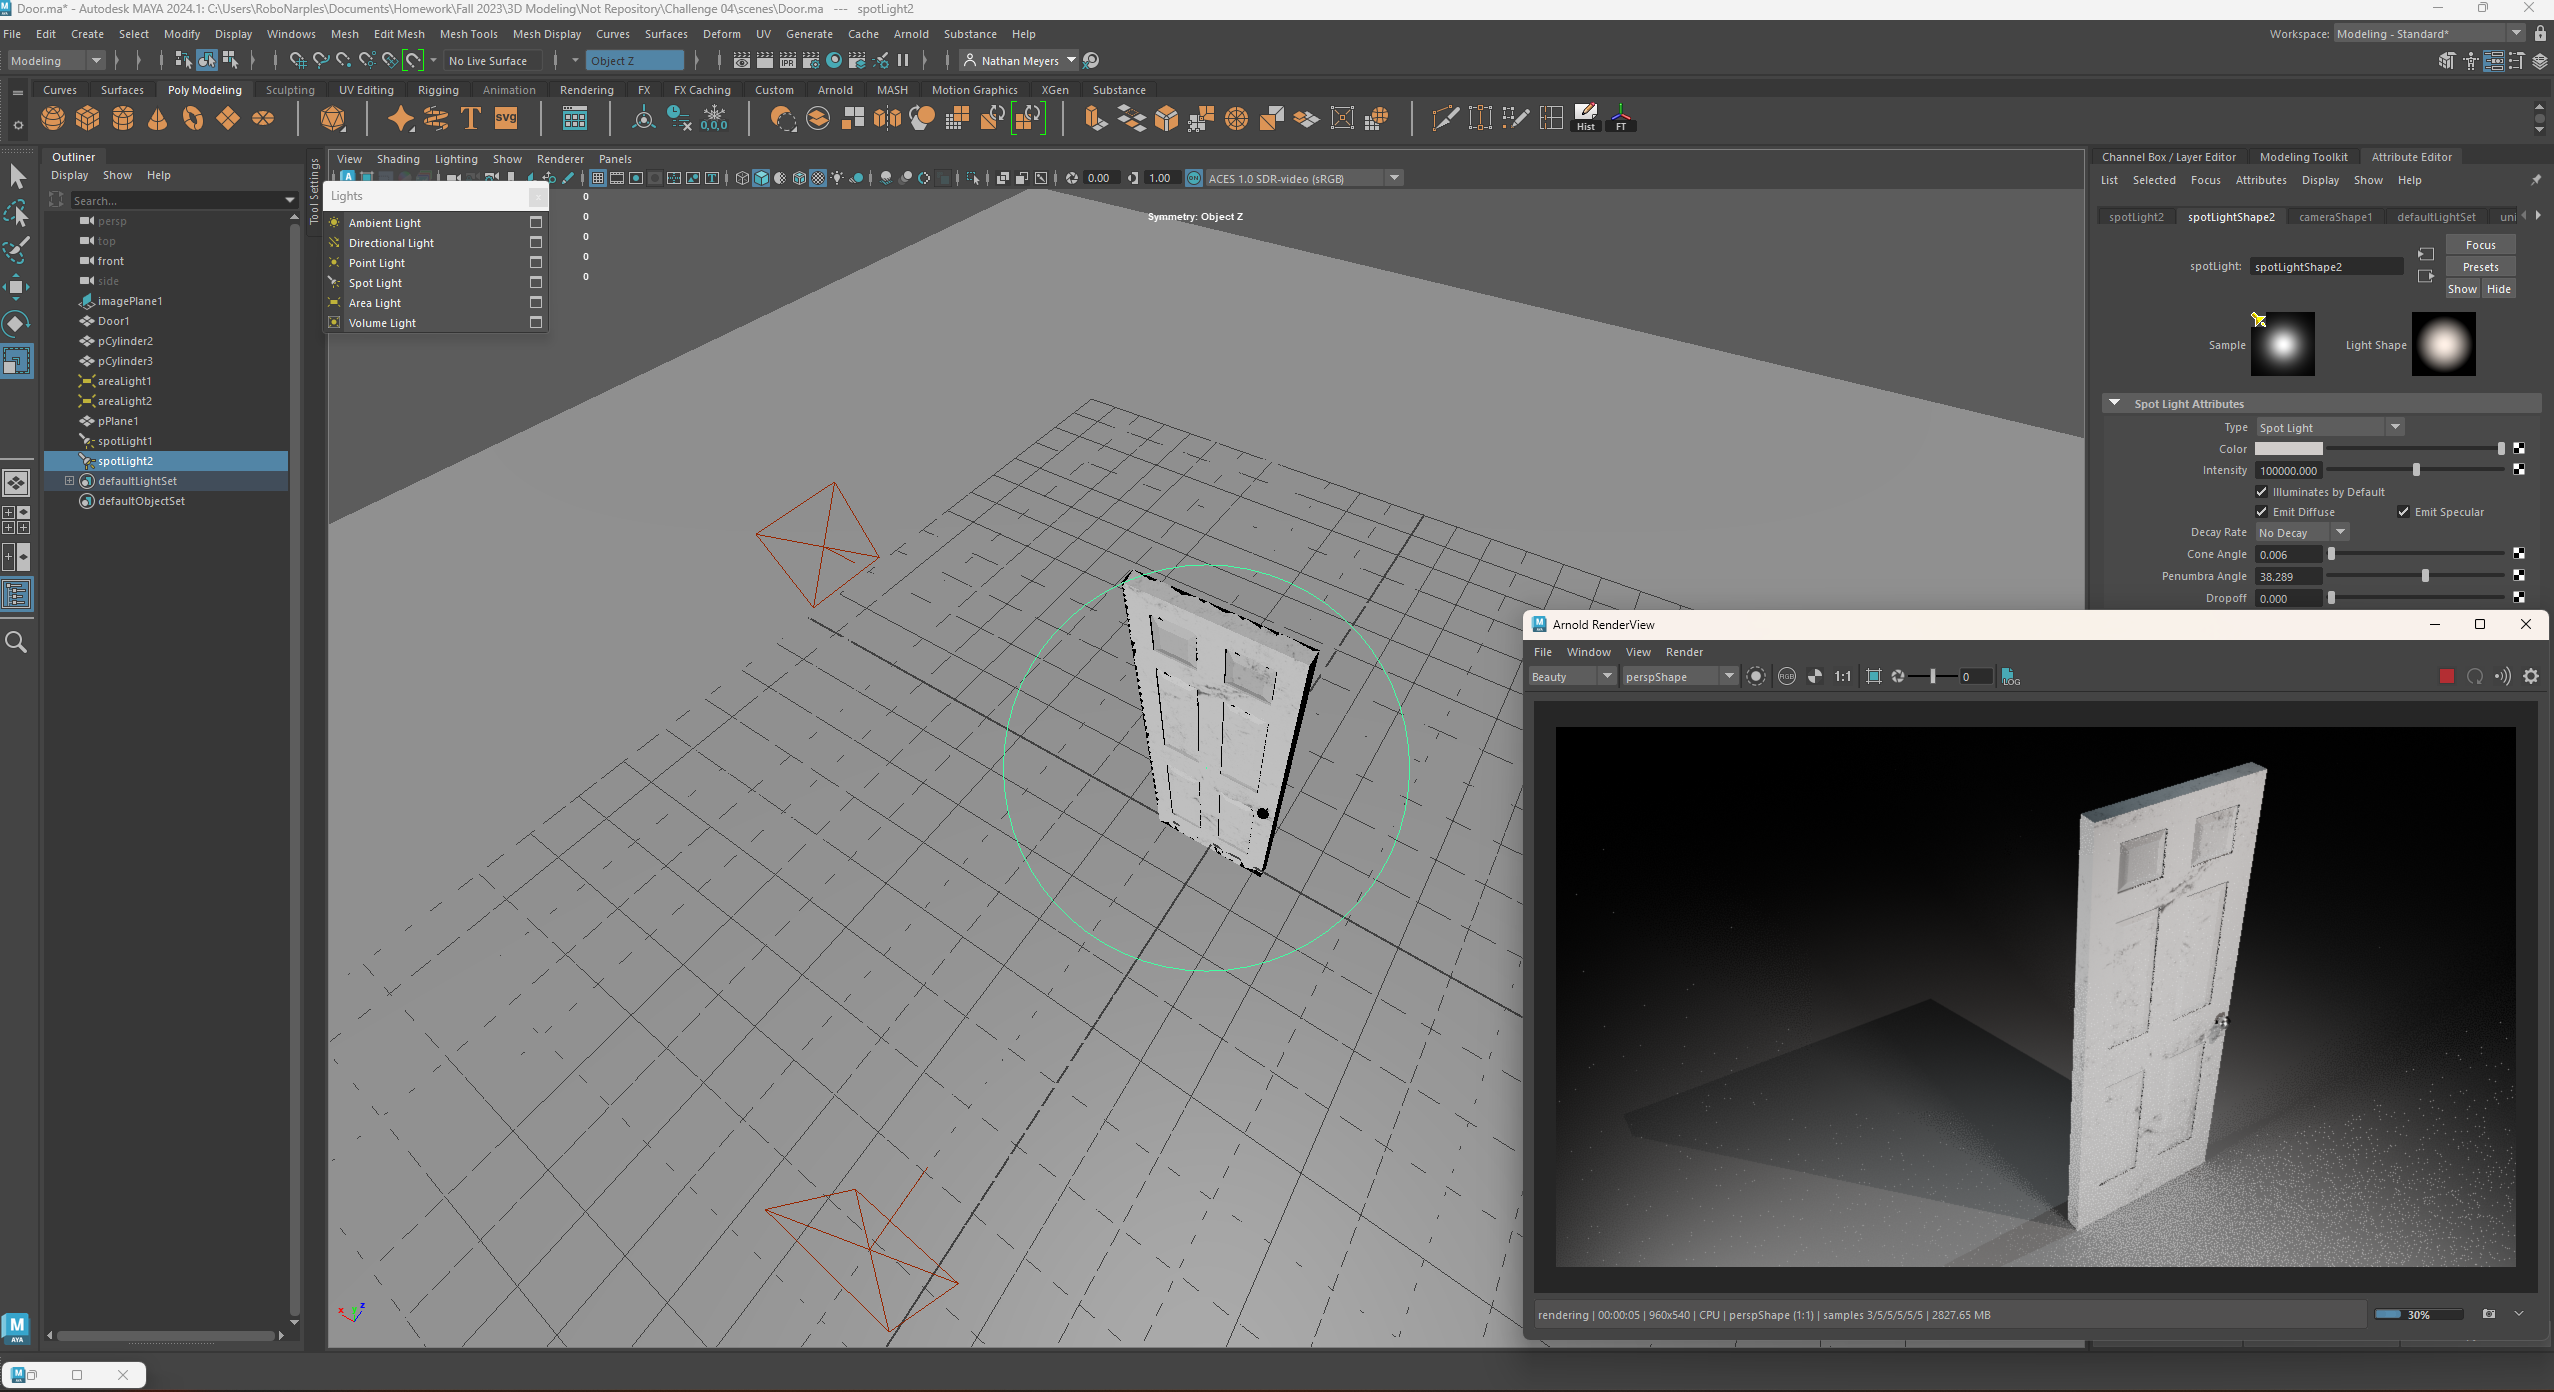 Door.ma* - Autodesk MAYA 2024.1: C:\Users\RoboNarples\Documents\Homework\Fall 2023\3D Modeling\Not Repository\Challenge 04\scenes\Door.ma --- spotLight2
File Edit Create Select Modify Display Windows Mesh Edit Mesh Mesh Tools Mesh Display Curves Surfaces Deform UV Generate Cache Arnold Substance Help
Workspace: Modeling - Standard*
Modeling
No Live Surface
Object Z
IPR
Nathan Meyers
Curves Surfaces Poly Modeling Sculpting UV Editing Rigging Animation Rendering FX FX Caching Custom Arnold MASH Motion Graphics XGen Substance
T
svg
0,0,0
Hist
FT
Outliner
Display Show Help
Search...
persp
top
front
side
imagePlane1
Door1
pCylinder2
pCylinder3
areaLight1
areaLight2
pPlane1
spotLight1
spotLight2
defaultLightSet
defaultObjectSet
Tool Settings
View Shading Lighting Show Renderer Panels
0.00
1.00
ON
ACES 1.0 SDR-video (sRGB)
Lights
Ambient Light
Directional Light
Point Light
Spot Light
Area Light
Volume Light
0
0
0
0
0
Symmetry: Object Z
x
z
Channel Box / Layer Editor Modeling Toolkit Attribute Editor
List Selected Focus Attributes Display Show Help
spotLight2 spotLightShape2 cameraShape1 defaultLightSet uni
spotLight: spotLightShape2
Focus
Presets
Show Hide
Sample
Light Shape
Spot Light Attributes
Type Spot Light
Color
Intensity 100000.000
Illuminates by Default
Emit Diffuse Emit Specular
Decay Rate No Decay
Cone Angle 0.006
Penumbra Angle 38.289
Dropoff 0.000
Arnold RenderView
File Window View Render
Beauty
perspShape
RGB
1:1
0
LOG
rendering | 00:00:05 | 960x540 | CPU | perspShape (1:1) | samples 3/5/5/5/5/5 | 2827.65 MB
30%
M
AYA